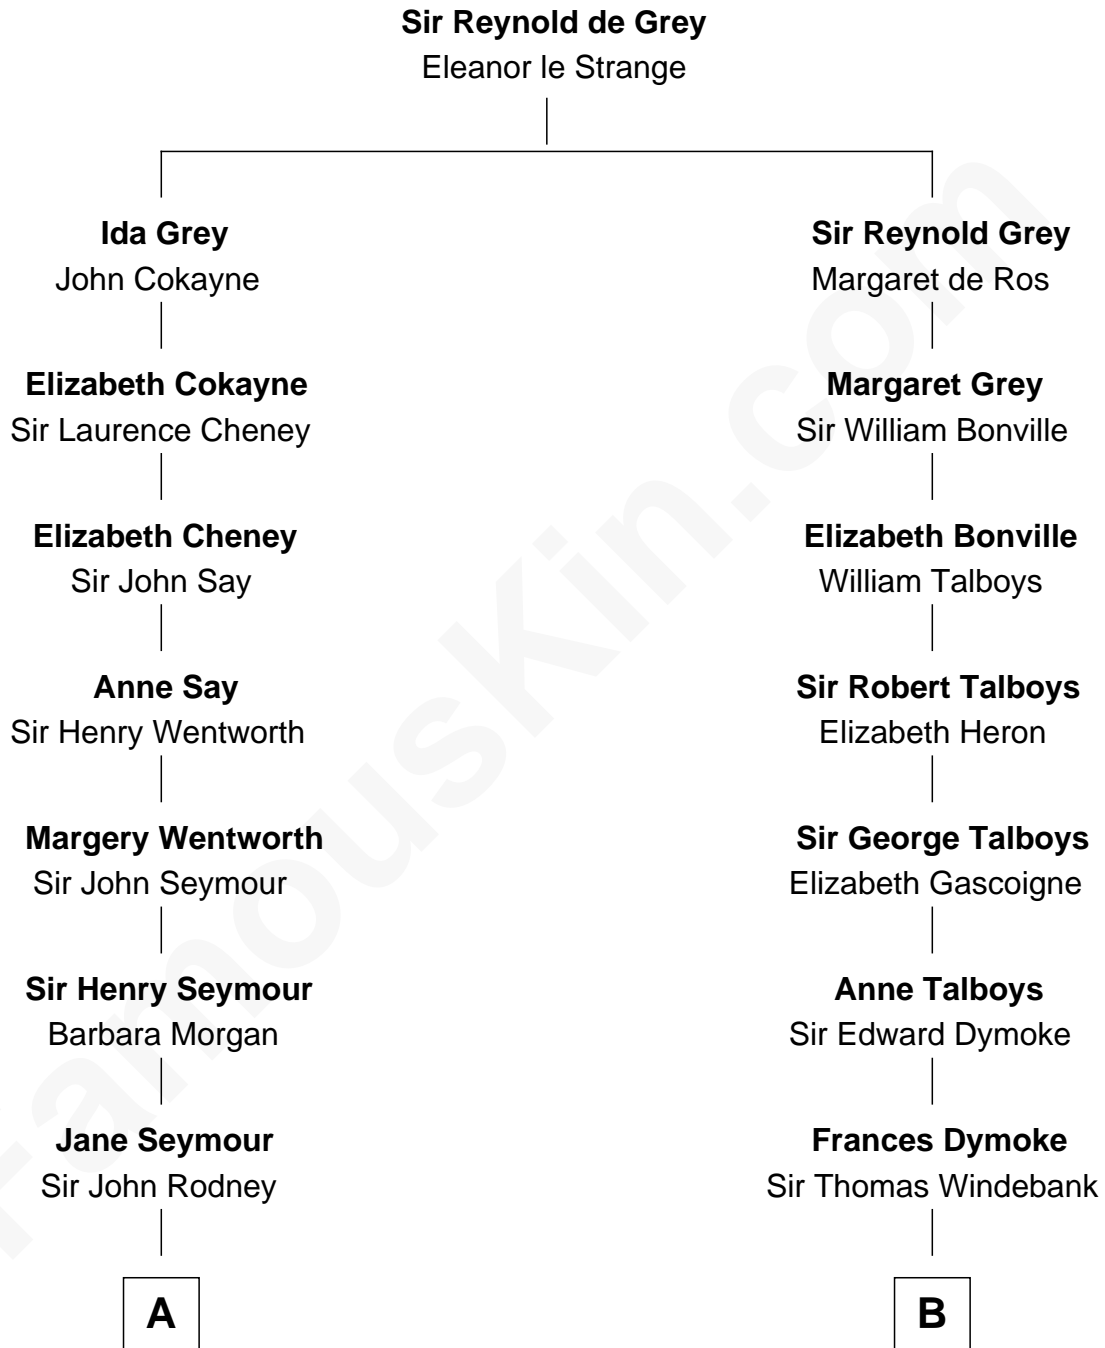 Sir Reynold de Grey
Eleanor le Strange
Ida Grey
John Cokayne
Sir Reynold Grey
Margaret de Ros
Elizabeth Cokayne
Sir Laurence Cheney
Margaret Grey
Sir William Bonville
Elizabeth Cheney
Sir John Say
Elizabeth Bonville
William Talboys
Anne Say
Sir Henry Wentworth
Sir Robert Talboys
Elizabeth Heron
Margery Wentworth
Sir John Seymour
Sir George Talboys
Elizabeth Gascoigne
Sir Henry Seymour
Barbara Morgan
Anne Talboys
Sir Edward Dymoke
Jane Seymour
Sir John Rodney
Frances Dymoke
Sir Thomas Windebank
A
B
FamousKin.com